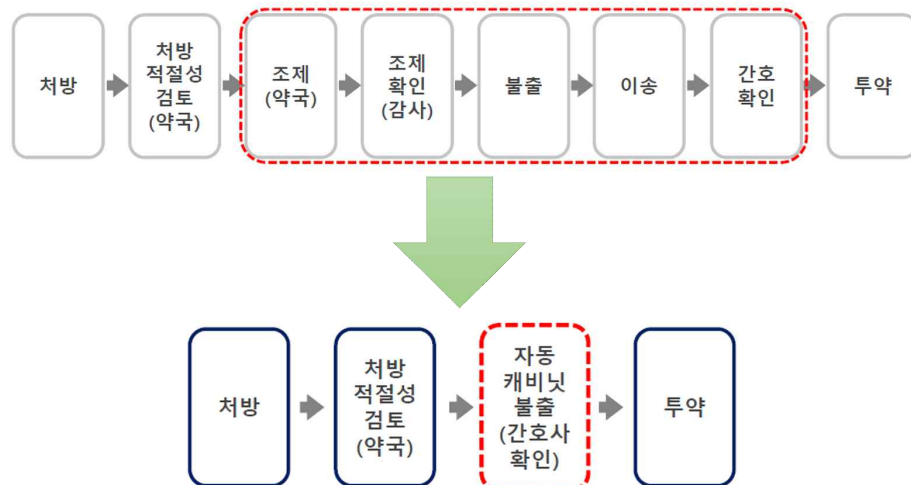 처방
처방
적절성
검토
(약국)
조제
(약국)
조제
확인
(감사)
불출
이송
간호
확인
투약
처방
처방
적절성
검토
(약국)
자동
캐비닛
불출
(간호사
확인)
투약